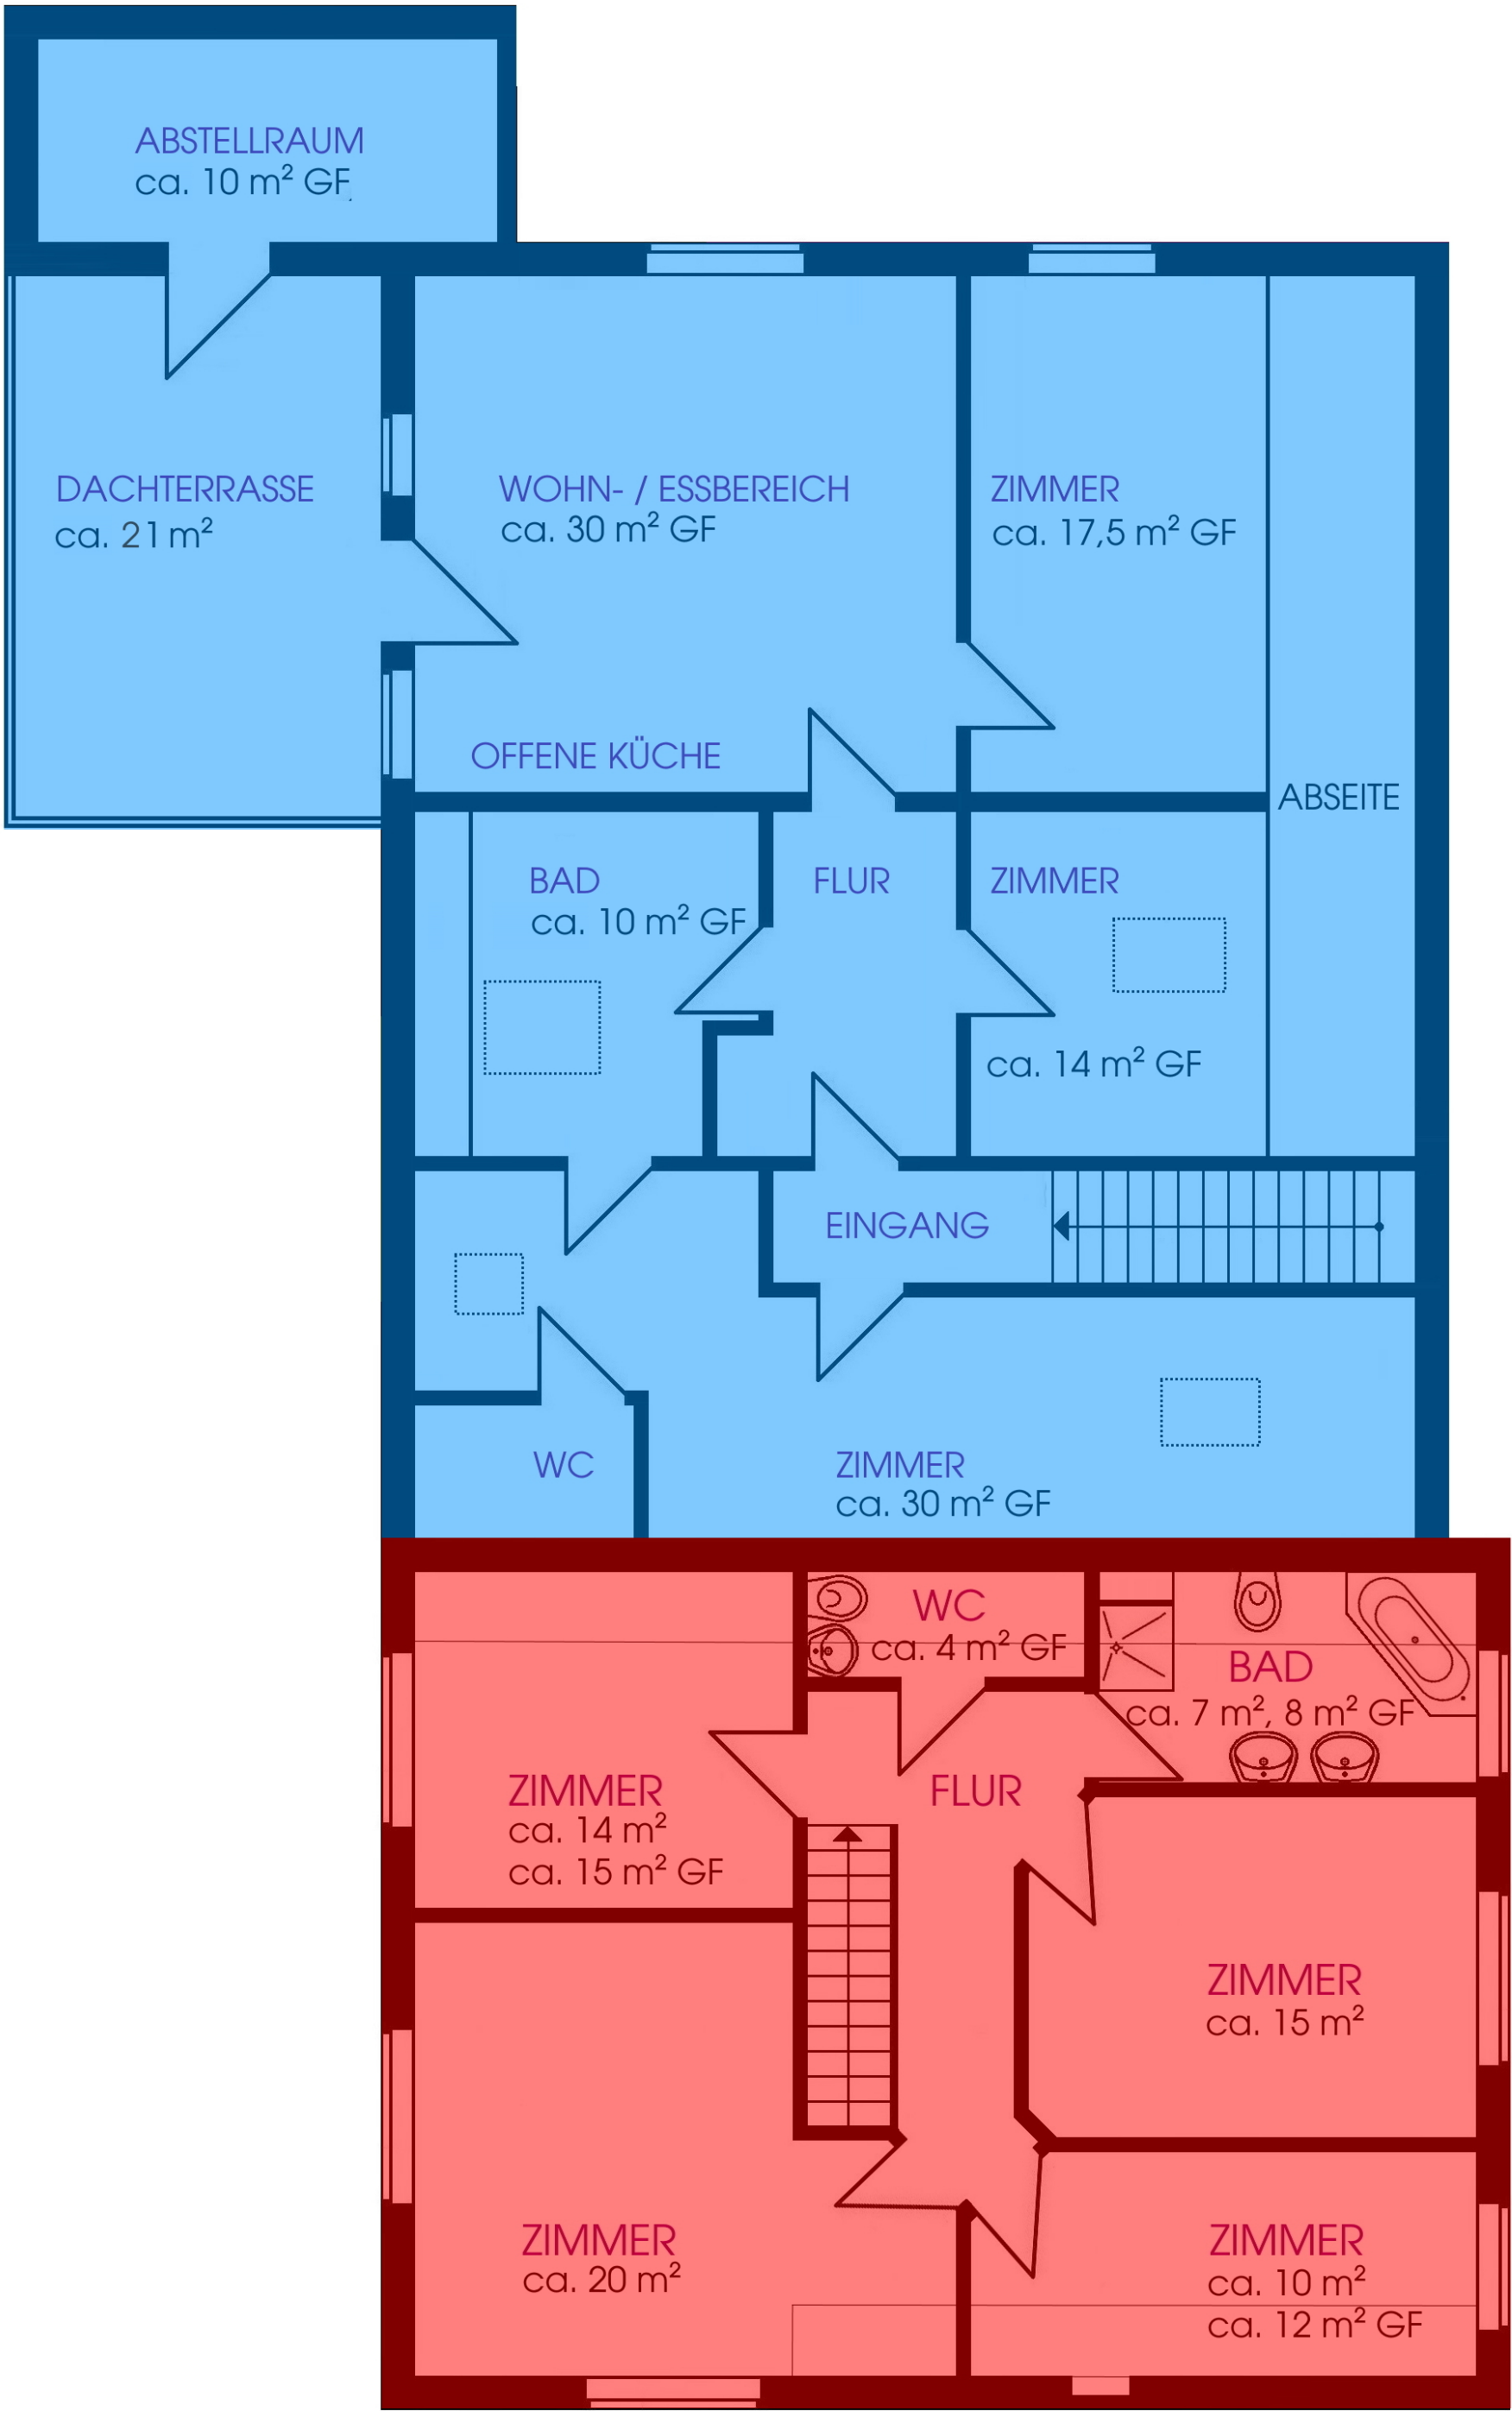 ABSTELLRAUM
ca. 10 m² GF
DACHTERRASSE
ca. 21 m²
WOHN- / ESSBEREICH
ca. 30 m² GF
ZIMMER
ca. 17,5 m² GF
OFFENE KÜCHE
ABSEITE
BAD
ca. 10 m² GF
FLUR
ZIMMER
ca. 14 m² GF
EINGANG
WC
ZIMMER
ca. 30 m² GF
WC
ca. 4 m² GF
BAD
ca. 7 m², 8 m² GF
ZIMMER
ca. 14 m²
ca. 15 m² GF
FLUR
ZIMMER
ca. 15 m²
ZIMMER
ca. 20 m²
ZIMMER
ca. 10 m²
ca. 12 m² GF